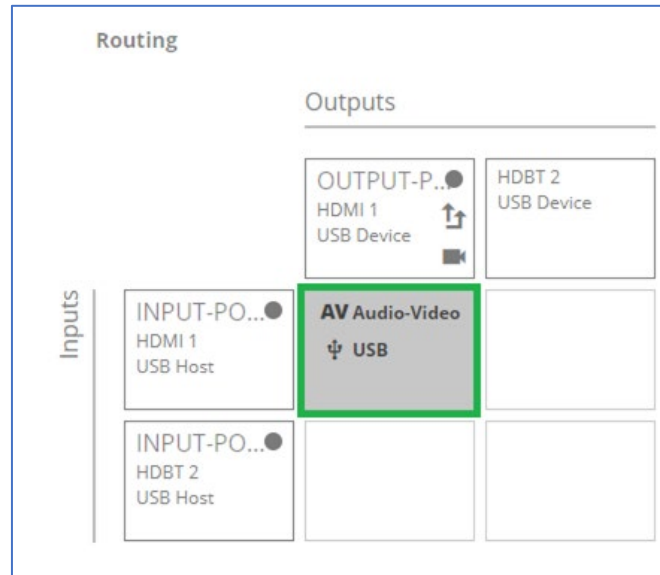 Routing
Outputs
OUTPUT-P...
HDMI 1
USB Device
HDBT 2
USB Device
Inputs
INPUT-PO...
HDMI 1
USB Host
AV Audio-Video
USB
INPUT-PO...
HDBT 2
USB Host